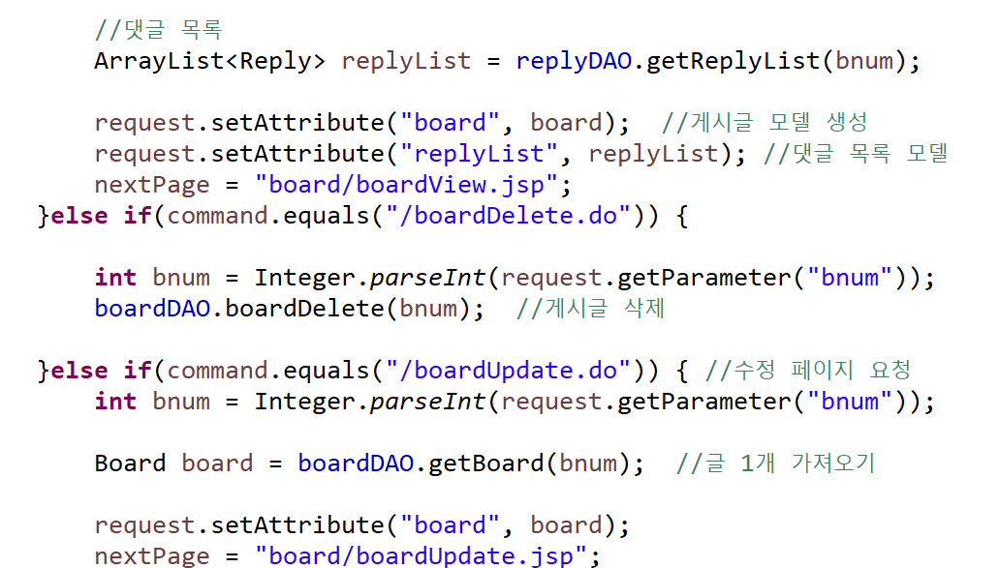 //댓글 목록
ArrayList<Reply> replyList = replyDAO.getReplyList(bnum);
request.setAttribute("board", board);  //게시글 모델 생성
request.setAttribute("replyList", replyList); //댓글 목록 모델
nextPage = "board/boardView.jsp";
}else if(command.equals("/boardDelete.do")) {
int bnum = Integer.parseInt(request.getParameter("bnum"));
boardDAO.boardDelete(bnum);  //게시글 삭제
}else if(command.equals("/boardUpdate.do")) { //수정 페이지 요청
int bnum = Integer.parseInt(request.getParameter("bnum"));
Board board = boardDAO.getBoard(bnum);  //글 1개 가져오기
request.setAttribute("board", board);
nextPage = "board/boardUpdate.jsp";